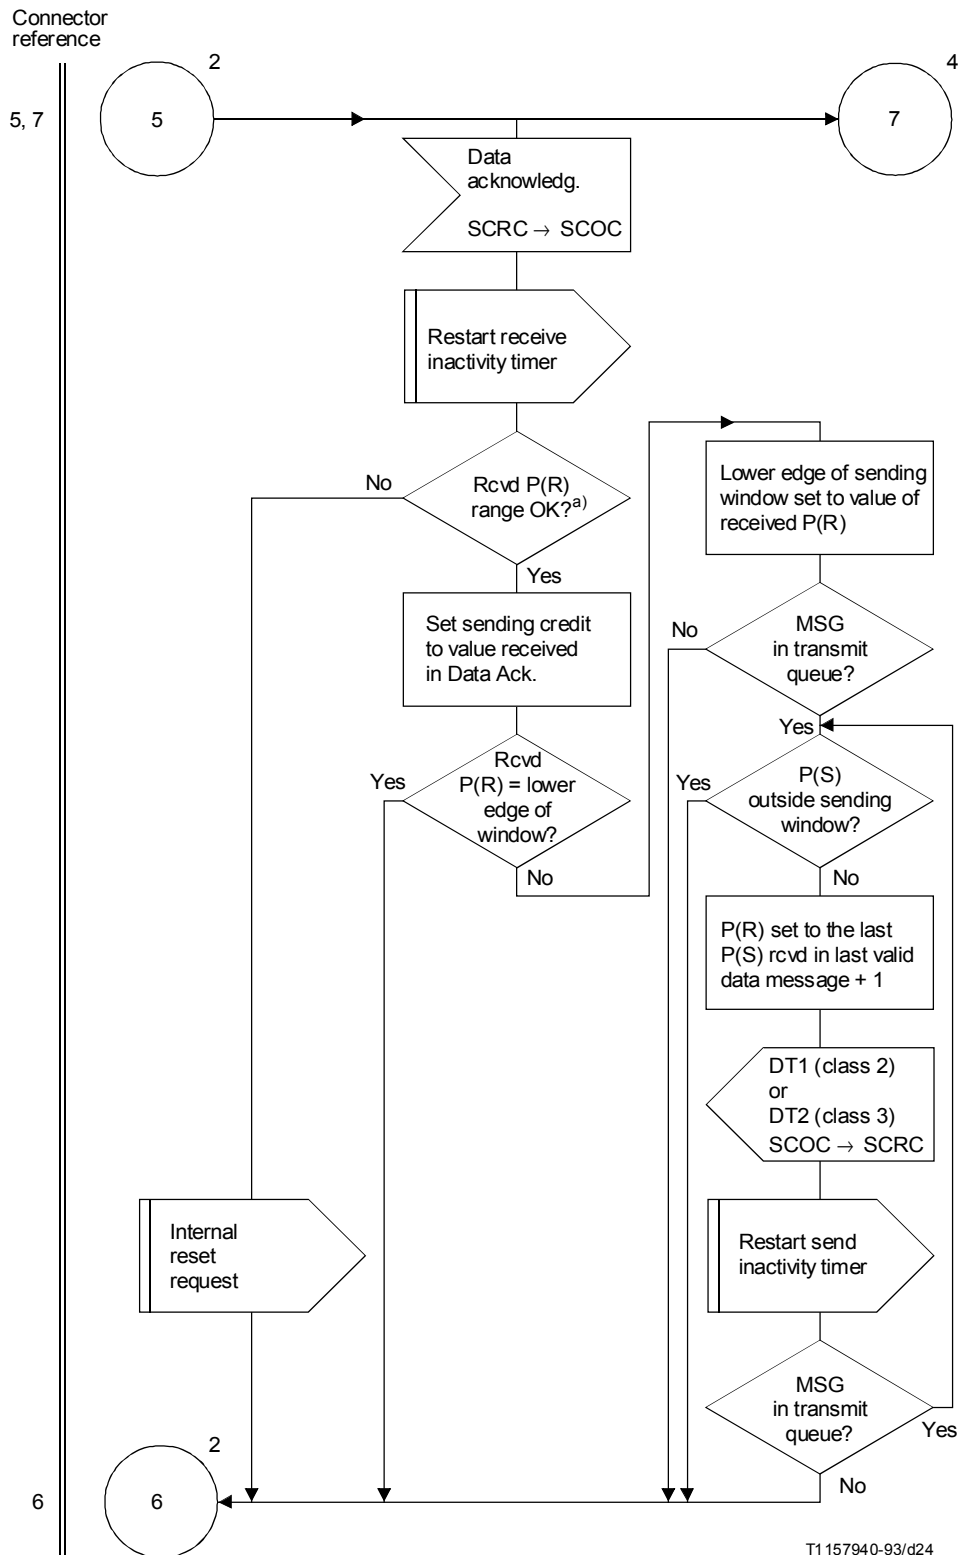 Connector
reference
2
4
5, 7
5
7
Data
acknowledg.
SCRC → SCOC
Restart receive
inactivity timer
No
Rcvd P(R)
range OK?a)
Yes
Lower edge of sending
window set to value of
received P(R)
Set sending credit
to value received
in Data Ack.
No
MSG
in transmit
queue?
Yes
Yes
Rcvd
P(R) = lower
edge of
window?
No
Yes
P(S)
outside sending
window?
No
P(R) set to the last
P(S) rcvd in last valid
data message + 1
DT1 (class 2)
or
DT2 (class 3)
SCOC → SCRC
Internal
reset
request
Restart send
inactivity timer
MSG
in transmit
queue?
Yes
No
2
6
6
T1157940-93/d24